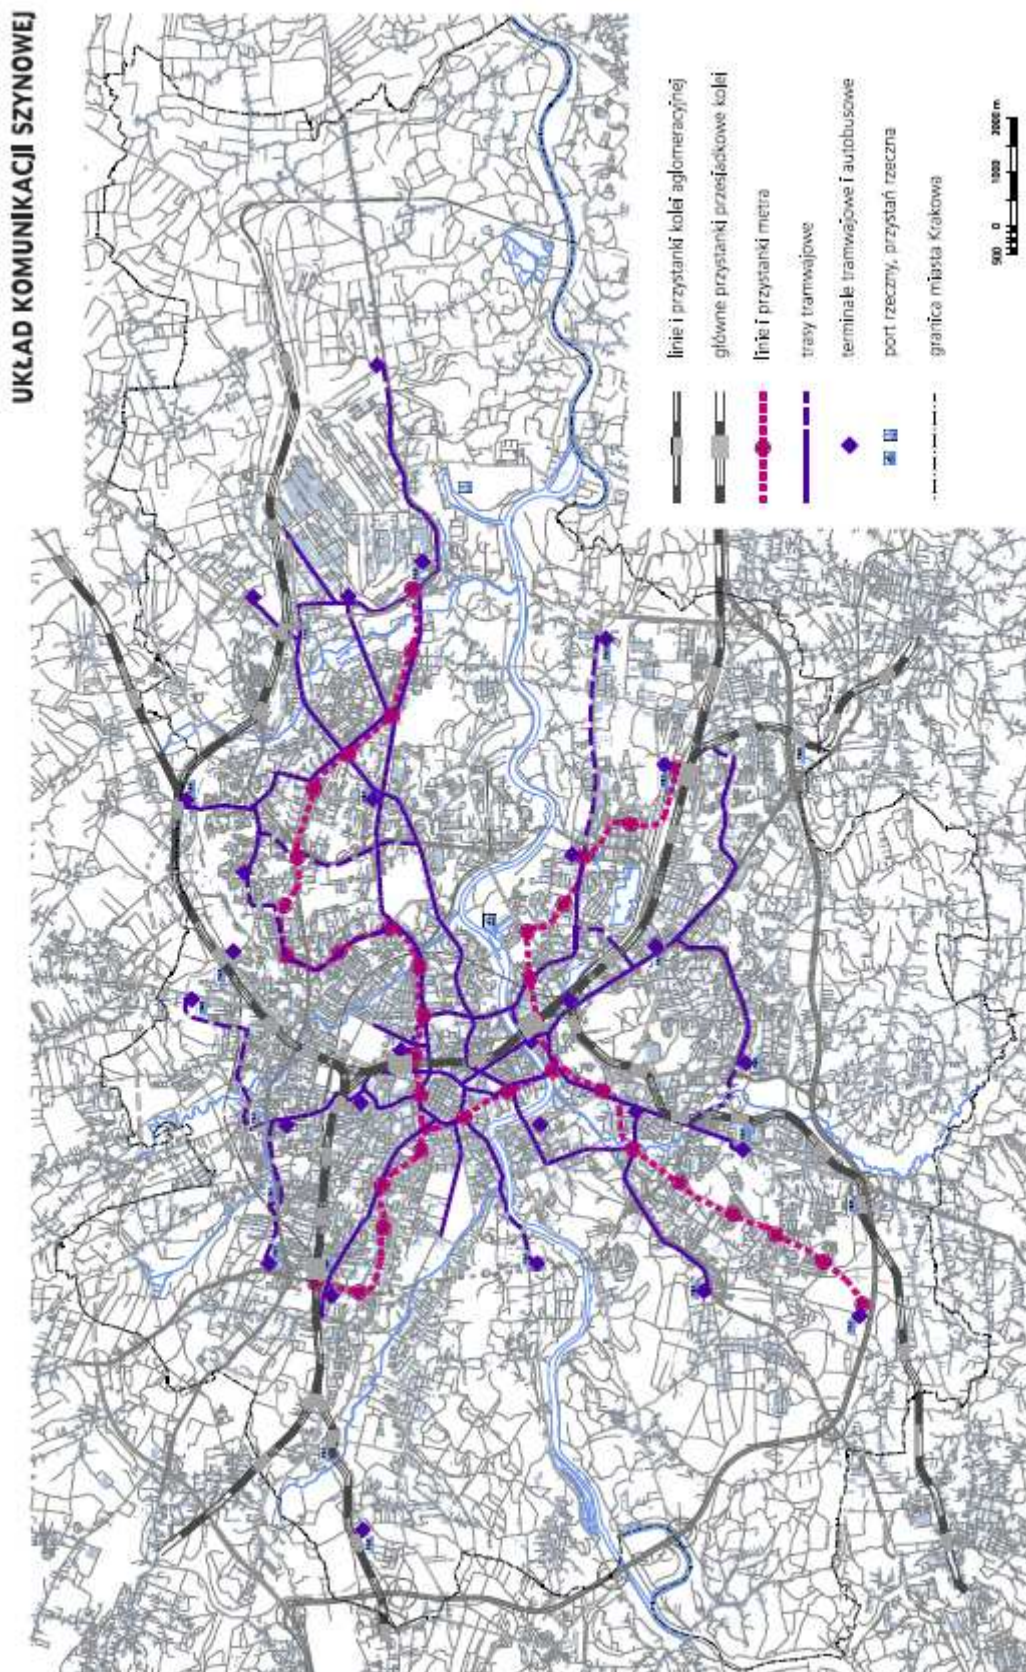 UKŁAD KOMUNIKACJI SZYNOWEJ
linie i przystanki kolei aglomeracyjnej
główne przystanki przesiadkowe kolei
linie i przystanki metra
trasy tramwajowe
terminale tramwajowe i autobusowe
port rzeczny, przystań rzeczna
granica miasta Krakowa
500 0 1000 2000 m